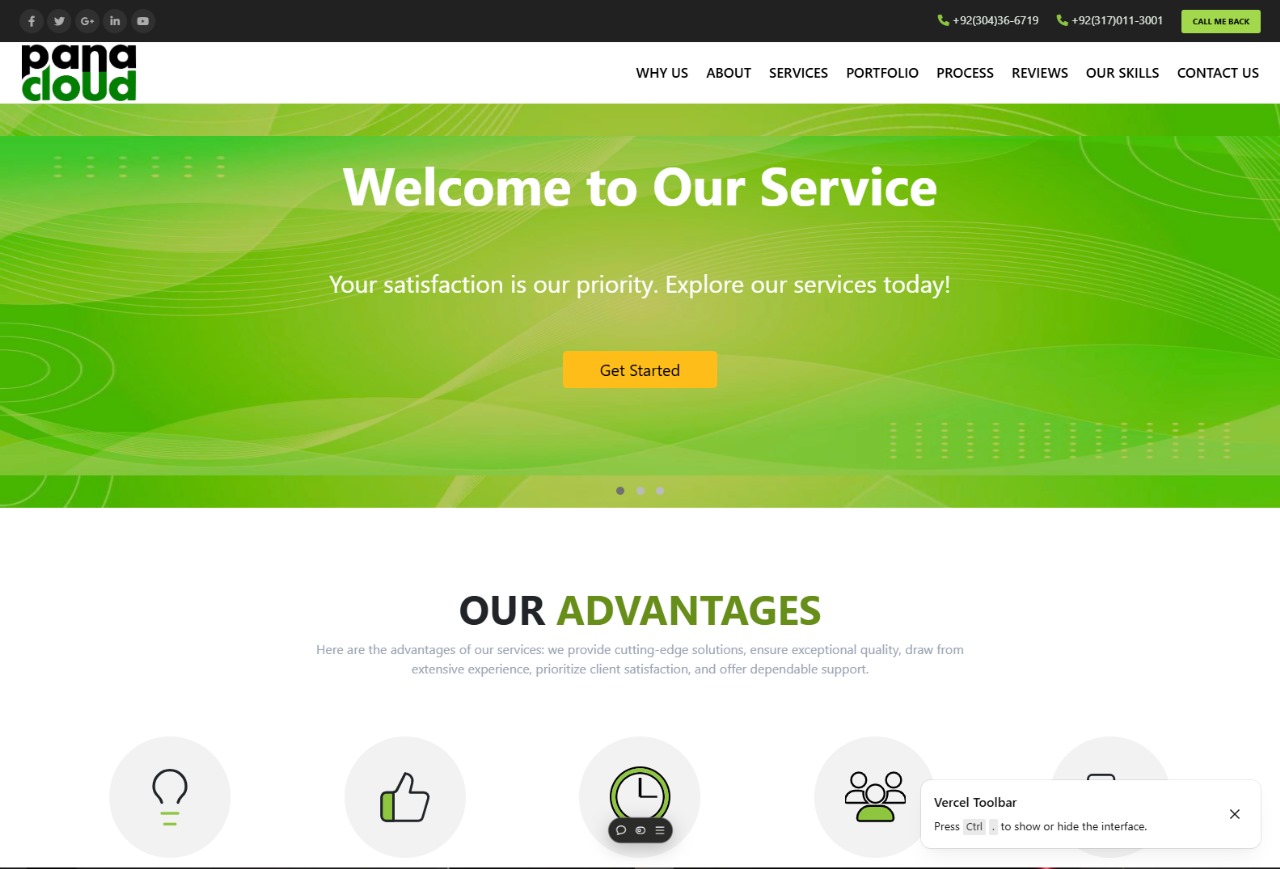 +92(304)36-6719
+92(317)011-3001
CALL ME BACK
pana
cloud
WHY US
ABOUT
SERVICES
PORTFOLIO
PROCESS
REVIEWS
OUR SKILLS
CONTACT US
Welcome to Our Service
Your satisfaction is our priority. Explore our services today!
Get Started
OUR ADVANTAGES
Here are the advantages of our services: we provide cutting-edge solutions, ensure exceptional quality, draw from
extensive experience, prioritize client satisfaction, and offer dependable support.
Vercel Toolbar
Press Ctrl . to show or hide the interface.